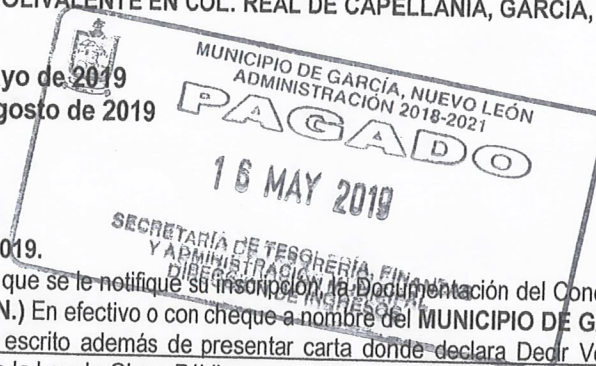 OLIVALENTE EN COL. REAL DE CAPELLANIA, GARCIA,
yo de 2019
gosto de 2019
MUNICIPIO DE GARCÍA, NUEVO LEÓN
ADMINISTRACIÓN 2018-2021
PAGADO
16 MAY 2019
SECRETARÍA DE TESORERÍA, FINANZAS
Y ADMINISTRACIÓN MUNICIPAL
DIRECCIÓN DE INGRESOS
019.
que se le notifique su inscripción, la Documentación del Con
N.) En efectivo o con cheque a nombre del MUNICIPIO DE G
escrito además de presentar carta donde declara Decir Ve